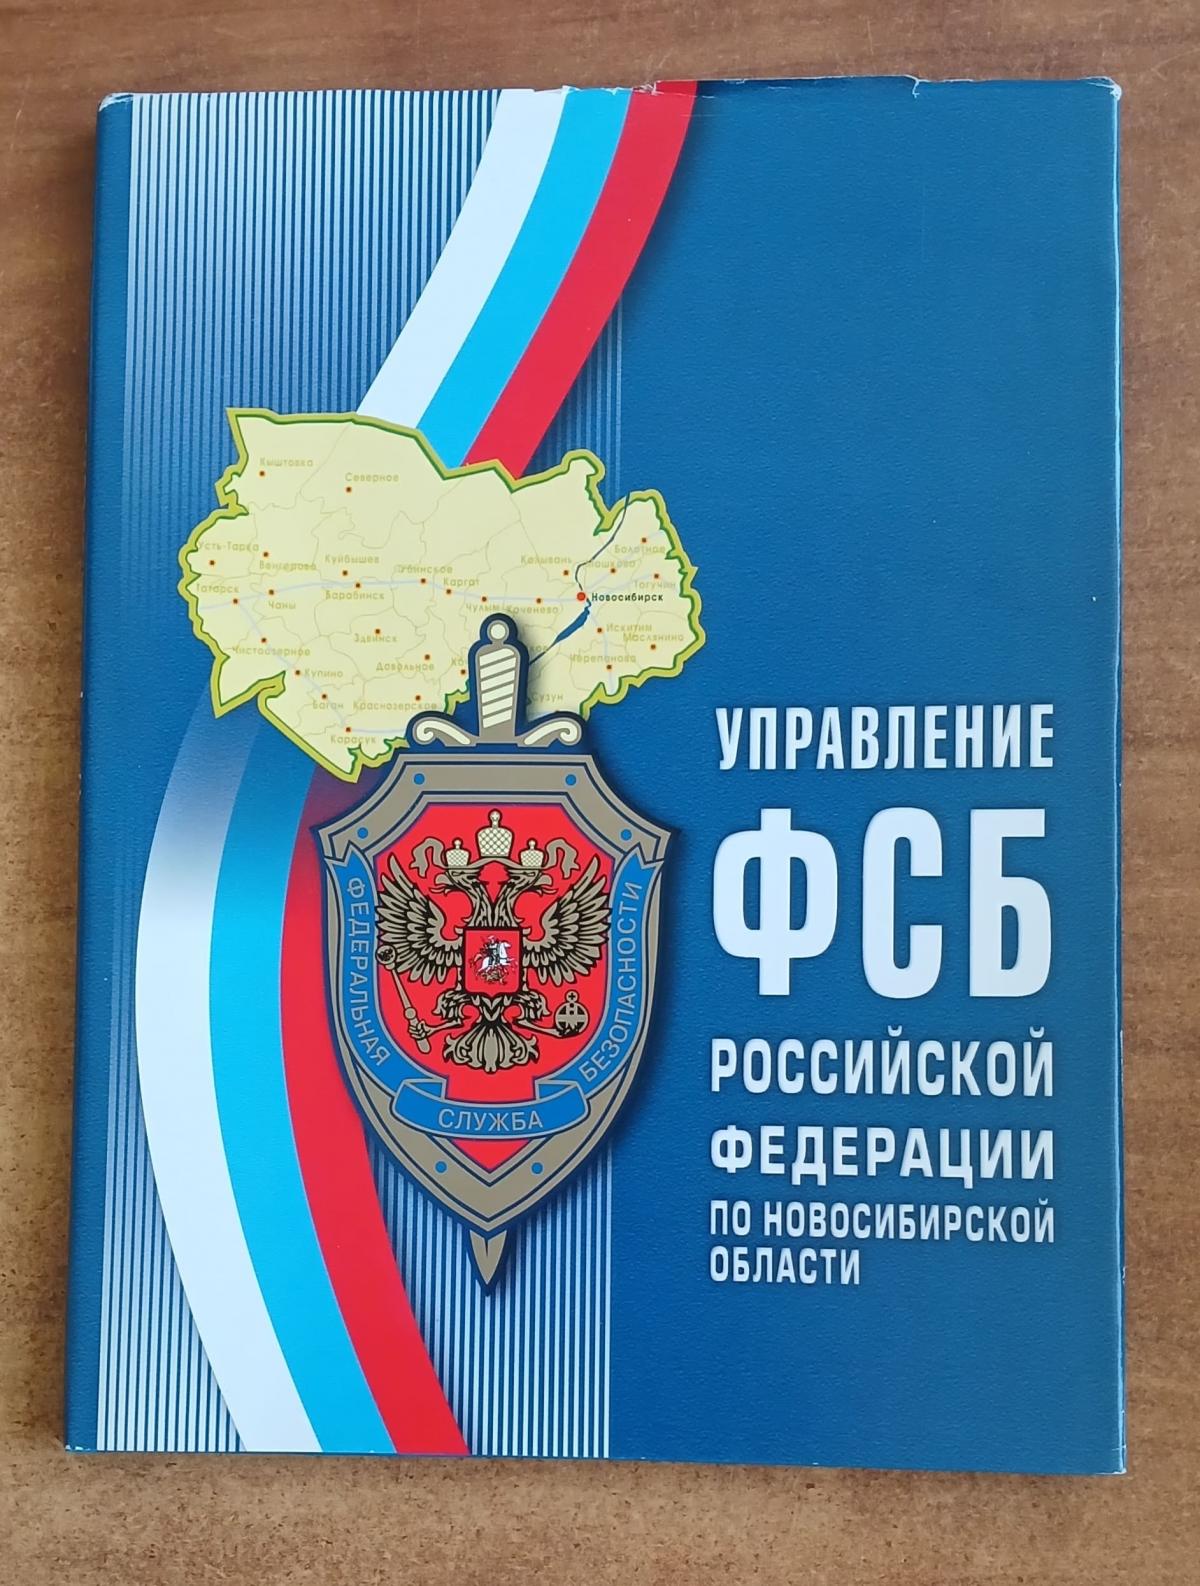 Кыштовка
Северное
Усть-Тарка
Венгерово
Куйбышев
Убинское
Колывань
Болотное
Татарск
Чаны
Барабинск
Каргат
Чулым
Коченево
Новосибирск
Тогучин
Искитим
Маслянино
Здвинск
Чистоозерное
Довольное
Черепаново
Купино
Баган
Краснозерское
Сузун
Карасук
УПРАВЛЕНИЕ
ФСБ
РОССИЙСКОЙ
ФЕДЕРАЦИИ
ПО НОВОСИБИРСКОЙ
ОБЛАСТИ
ФЕДЕРАЛЬНАЯ
СЛУЖБА
БЕЗОПАСНОСТИ